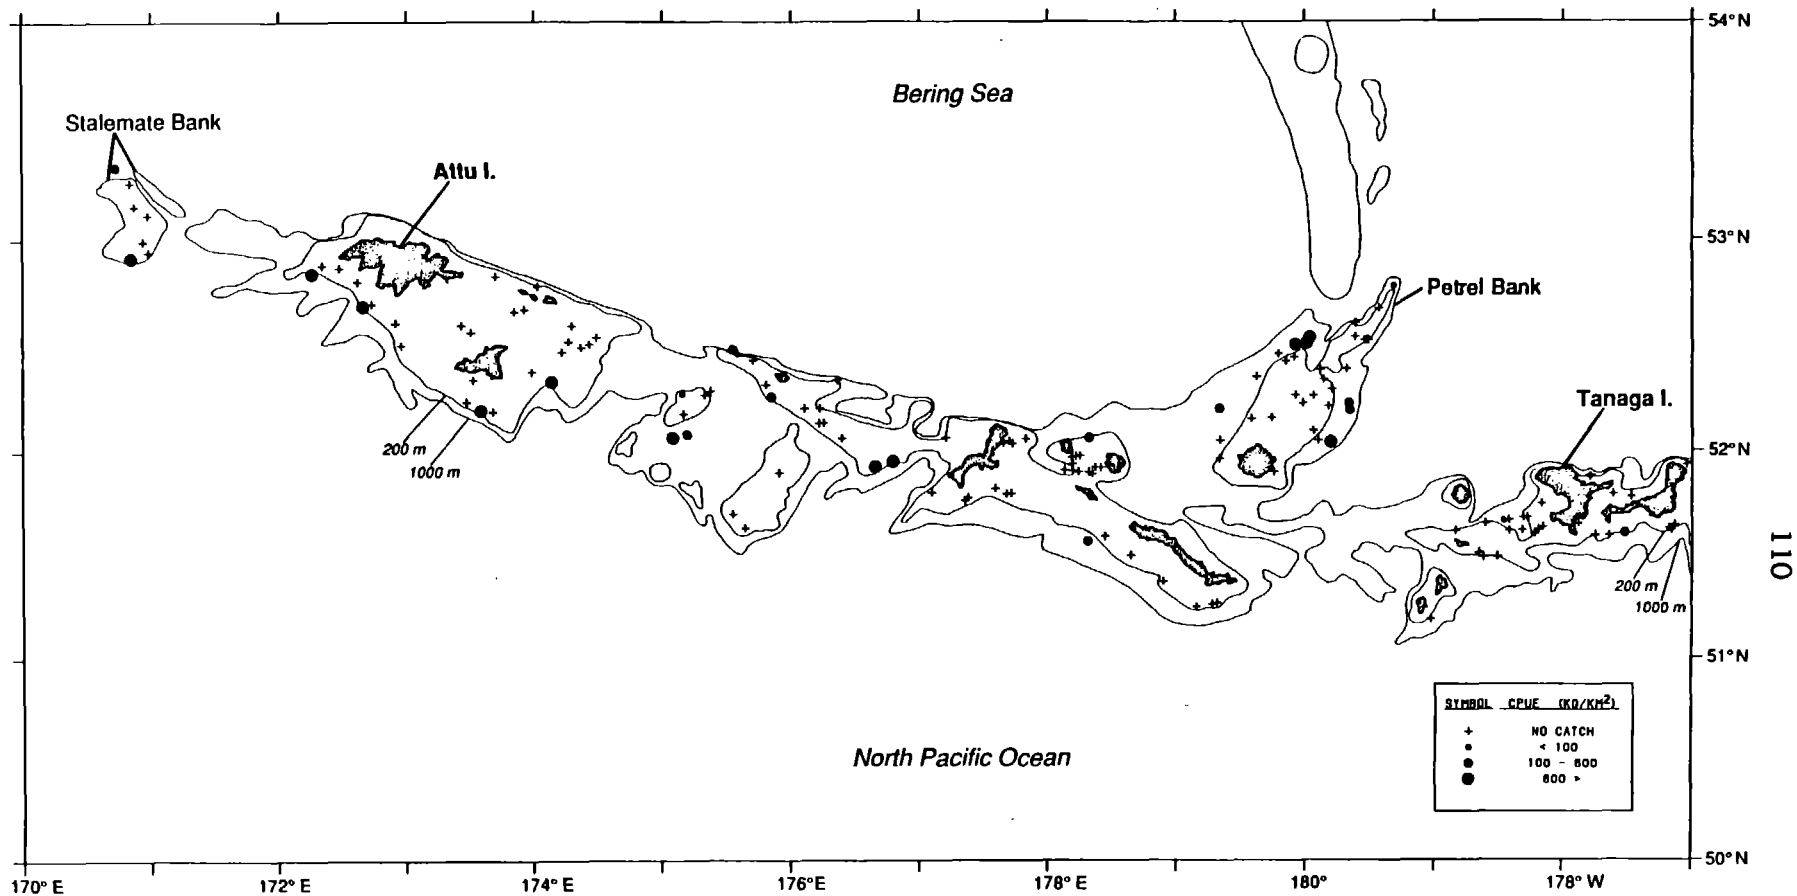 54°N
Bering Sea
Stalemate Bank
Attu I.
53°N
Petrel Bank
Tanaga I.
200 m
1000 m
52°N
110
200 m
1000 m
51°N
SYMBOL CPUE (KG/KM²)
+ NO CATCH
< 100
100 - 600
600 >
North Pacific Ocean
50°N
170° E 172° E 174° E 176° E 178° E 180° 178° W